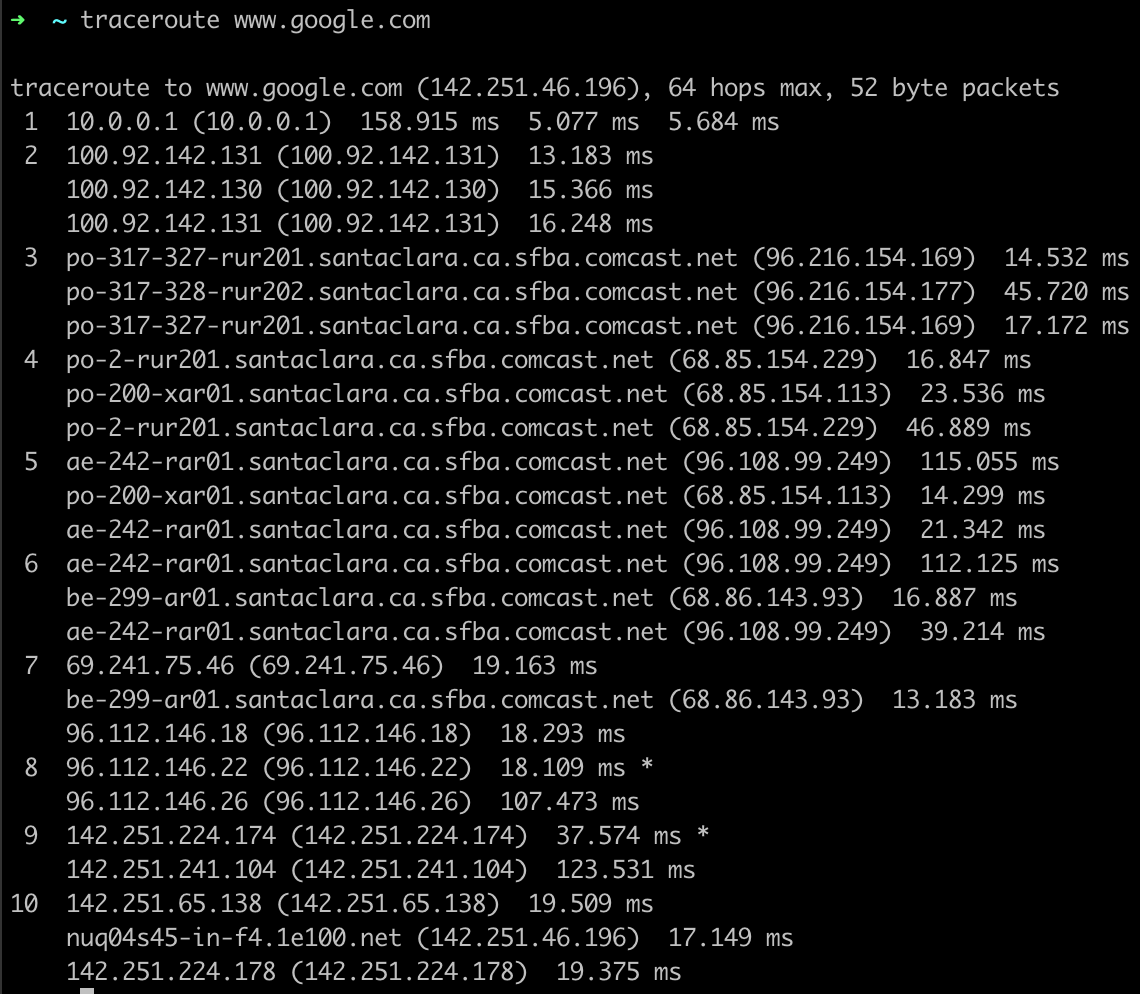 ➜  ~ traceroute www.google.com
traceroute to www.google.com (142.251.46.196), 64 hops max, 52 byte packets
 1  10.0.0.1 (10.0.0.1)  158.915 ms  5.077 ms  5.684 ms
 2  100.92.142.131 (100.92.142.131)  13.183 ms
    100.92.142.130 (100.92.142.130)  15.366 ms
    100.92.142.131 (100.92.142.131)  16.248 ms
 3  po-317-327-rur201.santaclara.ca.sfba.comcast.net (96.216.154.169)  14.532 ms
    po-317-328-rur202.santaclara.ca.sfba.comcast.net (96.216.154.177)  45.720 ms
    po-317-327-rur201.santaclara.ca.sfba.comcast.net (96.216.154.169)  17.172 ms
 4  po-2-rur201.santaclara.ca.sfba.comcast.net (68.85.154.229)  16.847 ms
    po-200-xar01.santaclara.ca.sfba.comcast.net (68.85.154.113)  23.536 ms
    po-2-rur201.santaclara.ca.sfba.comcast.net (68.85.154.229)  46.889 ms
 5  ae-242-rar01.santaclara.ca.sfba.comcast.net (96.108.99.249)  115.055 ms
    po-200-xar01.santaclara.ca.sfba.comcast.net (68.85.154.113)  14.299 ms
    ae-242-rar01.santaclara.ca.sfba.comcast.net (96.108.99.249)  21.342 ms
 6  ae-242-rar01.santaclara.ca.sfba.comcast.net (96.108.99.249)  112.125 ms
    be-299-ar01.santaclara.ca.sfba.comcast.net (68.86.143.93)  16.887 ms
    ae-242-rar01.santaclara.ca.sfba.comcast.net (96.108.99.249)  39.214 ms
 7  69.241.75.46 (69.241.75.46)  19.163 ms
    be-299-ar01.santaclara.ca.sfba.comcast.net (68.86.143.93)  13.183 ms
    96.112.146.18 (96.112.146.18)  18.293 ms
 8  96.112.146.22 (96.112.146.22)  18.109 ms *
    96.112.146.26 (96.112.146.26)  107.473 ms
 9  142.251.224.174 (142.251.224.174)  37.574 ms *
    142.251.241.104 (142.251.241.104)  123.531 ms
10  142.251.65.138 (142.251.65.138)  19.509 ms
    nuq04s45-in-f4.1e100.net (142.251.46.196)  17.149 ms
    142.251.224.178 (142.251.224.178)  19.375 ms